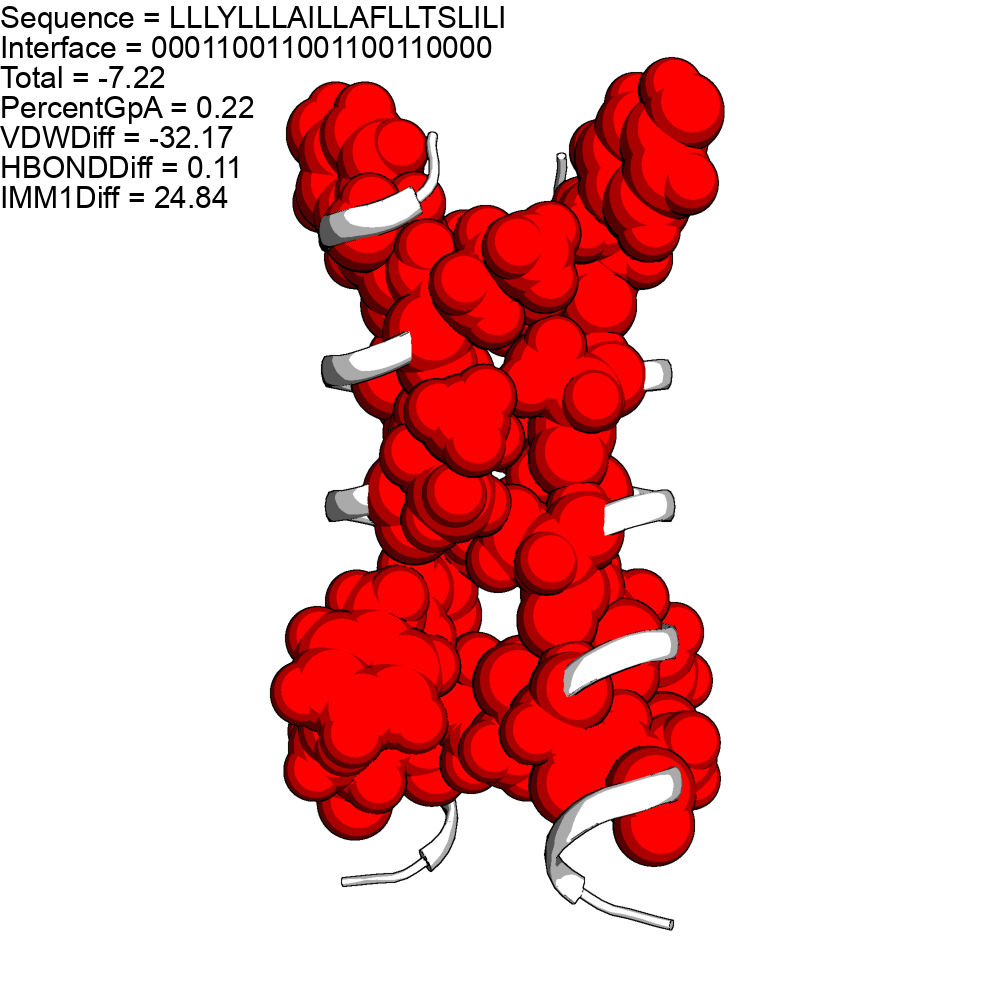 Sequence = LLLYLLLAILLAFLLTSLILI
Interface = 000110011001100110000
Total = -7.22
PercentGpA = 0.22
VDWDiff = -32.17
HBONDDiff = 0.11
IMM1Diff = 24.84